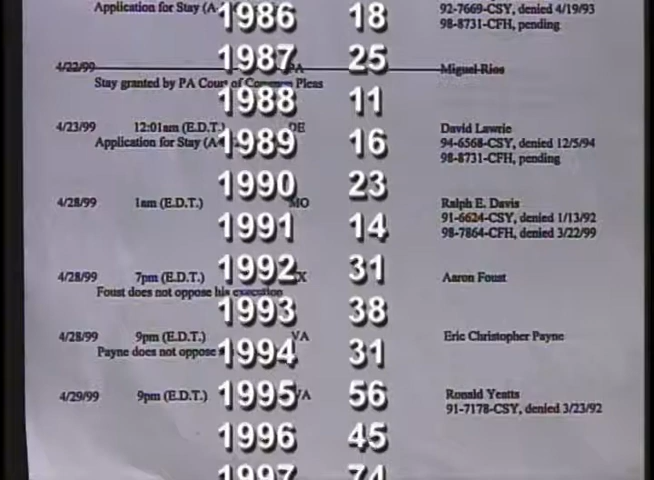 Application for Stay (A
1986 18
92-7669-CSY, denied 4/19/93
98-8731-CFH, pending
4/22/99 1987 PA 25 Miguel Rios
Stay granted by PA Court of Common Pleas
1988 11
4/23/99 12:01am (E.D.T.) DE David Lawrie
Application for Stay (A
1989 16
94-6568-CSY, denied 12/5/94
98-8731-CFH, pending
1990 23
4/28/99 1am (E.D.T.) MO Ralph E. Davis
1991 14
91-6624-CSY, denied 1/13/92
98-7864-CFH, denied 3/22/99
1992 31
4/28/99 7pm (E.D.T.) X Aaron Foust
Foust does not oppose his execution
1993 38
4/28/99 9pm (E.D.T.) VA Eric Christopher Payne
Payne does not oppose
1994 31
4/29/99 9pm (E.D.T.) 1995 VA 56 Ronald Yeatts
91-7178-CSY, denied 3/23/92
1996 45
1997 74